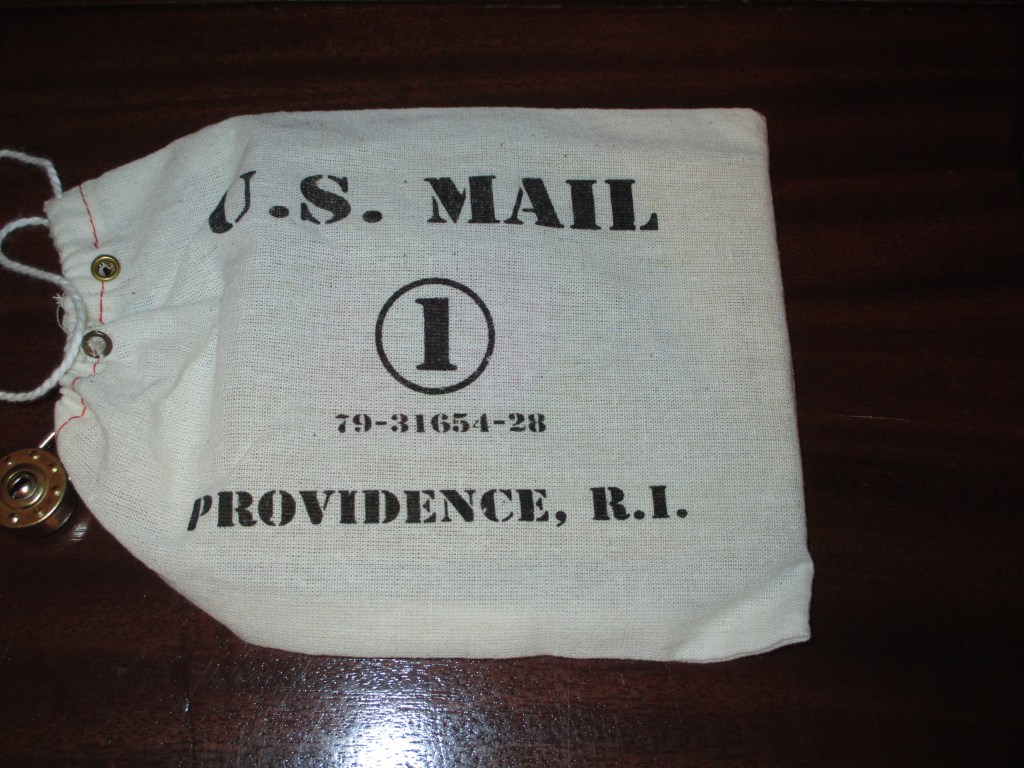 U.S. MAIL
1
79-31654-28
PROVIDENCE, R.I.